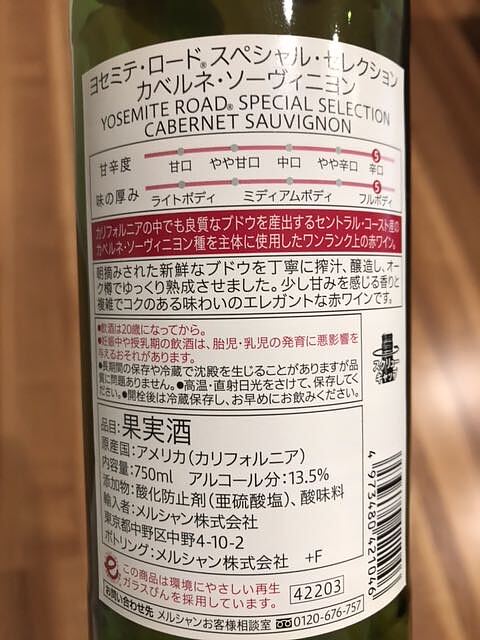 ヨセミテ・ロード® スペシャル・セレクション
カベルネ・ソーヴィニヨン
YOSEMITE ROAD® SPECIAL SELECTION
CABERNET SAUVIGNON
甘辛度 甘口 やや甘口 中口 やや辛口 5 辛口
味の厚み ライトボディ ミディアムボディ 5 フルボディ
カリフォルニアの中でも良質なブドウを産出するセントラル・コースト産の
カベルネ・ソーヴィニヨン種を主体に使用したワンランク上の赤ワイン。
朝摘みされた新鮮なブドウを丁寧に搾汁、醸造し、オー
ク樽でゆっくり熟成させました。少し甘みを感じる香りと
複雑でコクのある味わいのエレガントな赤ワインです。
●飲酒は20歳になってから。
●妊娠中や授乳期の飲酒は、胎児・乳児の発育に悪影響を
与えるおそれがあります。
●長期間の保存や冷蔵で沈殿を生じることがありますが品
質に問題ありません。●高温・直射日光をさけて、保存してく
ださい。●開栓後は冷蔵保存し、お早めにお飲みください。
スクリュー
キャップ
品目:果実酒
原産国:アメリカ(カリフォルニア)
内容量:750ml アルコール分:13.5%
添加物:酸化防止剤(亜硫酸塩)、酸味料
輸入者:メルシャン株式会社
東京都中野区中野4-10-2
ボトリング:メルシャン株式会社 +F
この商品は環境にやさしい再生
ガラスびんを採用しています。
42203
お問い合わせ先 メルシャンお客様相談室 0120-676-757
4973480421046